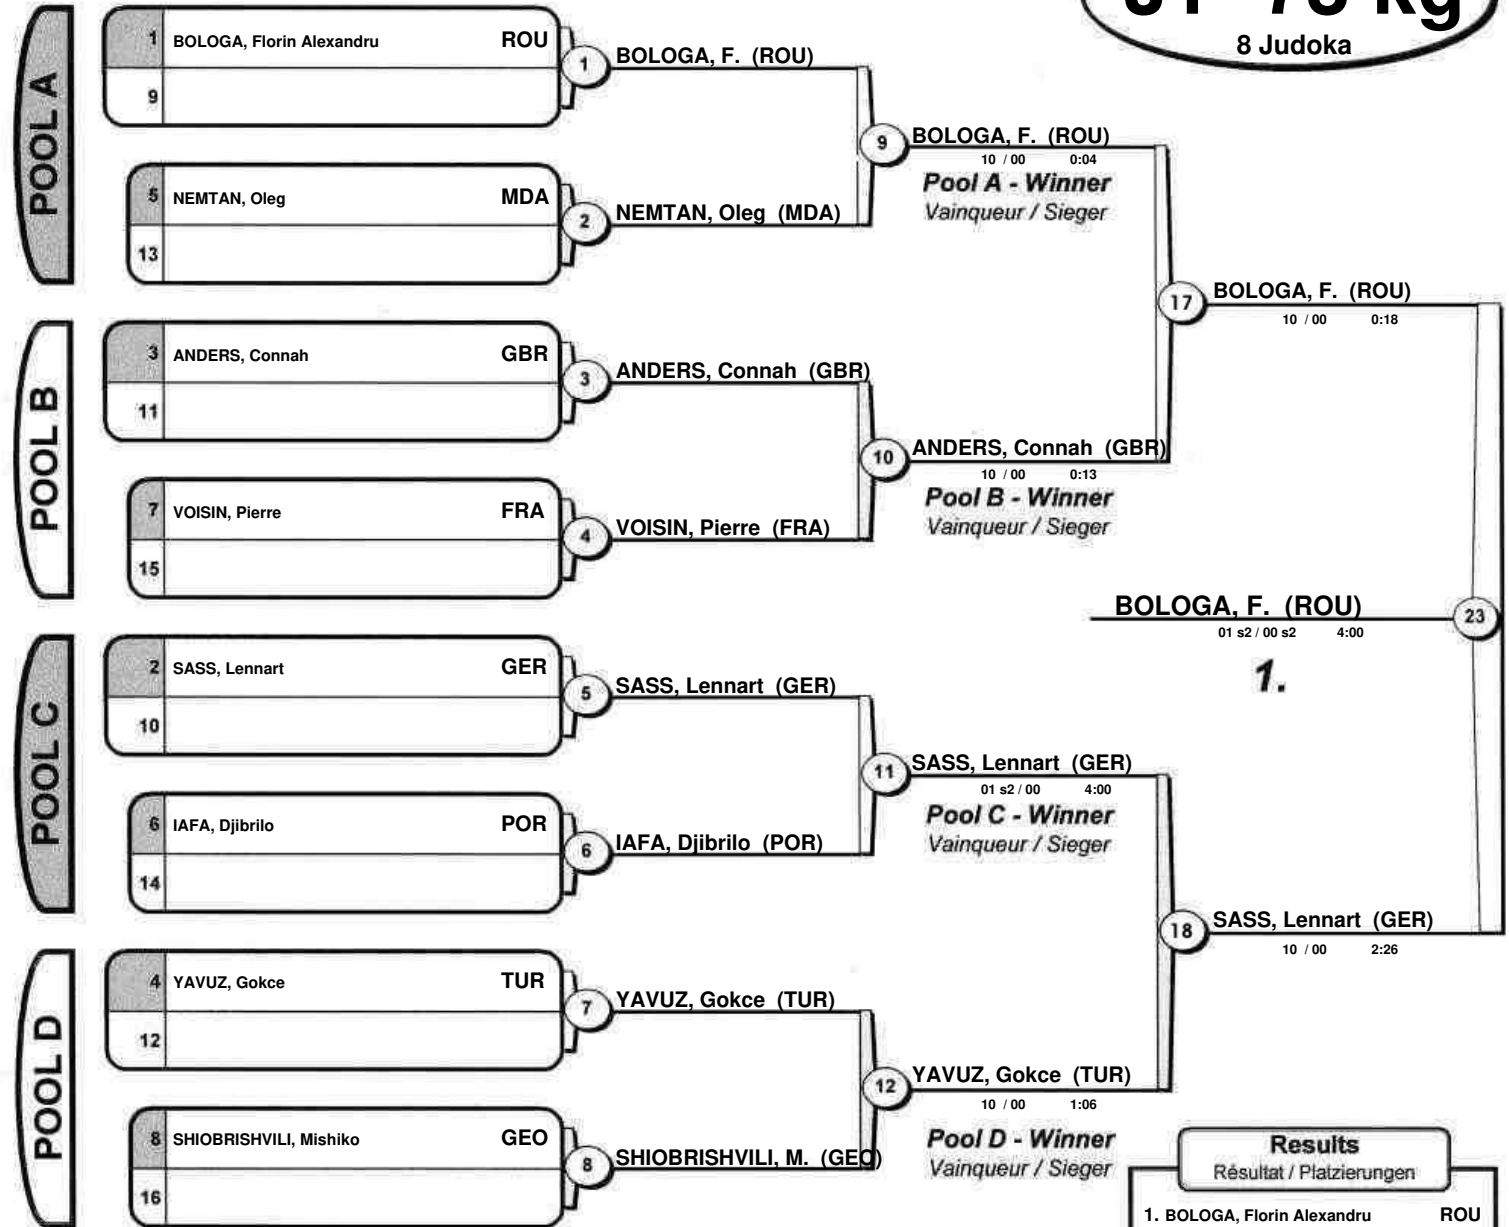 8 Judoka
POOL A
1 BOLOGA, Florin Alexandru ROU
9
1 BOLOGA, F. (ROU)
5 NEMTAN, Oleg MDA
13
2 NEMTAN, Oleg (MDA)
9 BOLOGA, F. (ROU)
10 / 00 0:04
Pool A - Winner
Vainqueur / Sieger
POOL B
3 ANDERS, Connah GBR
11
3 ANDERS, Connah (GBR)
7 VOISIN, Pierre FRA
15
4 VOISIN, Pierre (FRA)
10 ANDERS, Connah (GBR)
10 / 00 0:13
Pool B - Winner
Vainqueur / Sieger
17 BOLOGA, F. (ROU)
10 / 00 0:18
BOLOGA, F. (ROU) 23
01 s2 / 00 s2 4:00
1.
POOL C
2 SASS, Lennart GER
10
5 SASS, Lennart (GER)
6 IAFA, Djibrilo POR
14
6 IAFA, Djibrilo (POR)
11 SASS, Lennart (GER)
01 s2 / 00 4:00
Pool C - Winner
Vainqueur / Sieger
18 SASS, Lennart (GER)
10 / 00 2:26
POOL D
4 YAVUZ, Gokce TUR
12
7 YAVUZ, Gokce (TUR)
8 SHIOBRISHVILI, Mishiko GEO
16
8 SHIOBRISHVILI, M. (GEO)
12 YAVUZ, Gokce (TUR)
10 / 00 1:06
Pool D - Winner
Vainqueur / Sieger
Results
Résultat / Platzierungen
1. BOLOGA, Florin Alexandru ROU